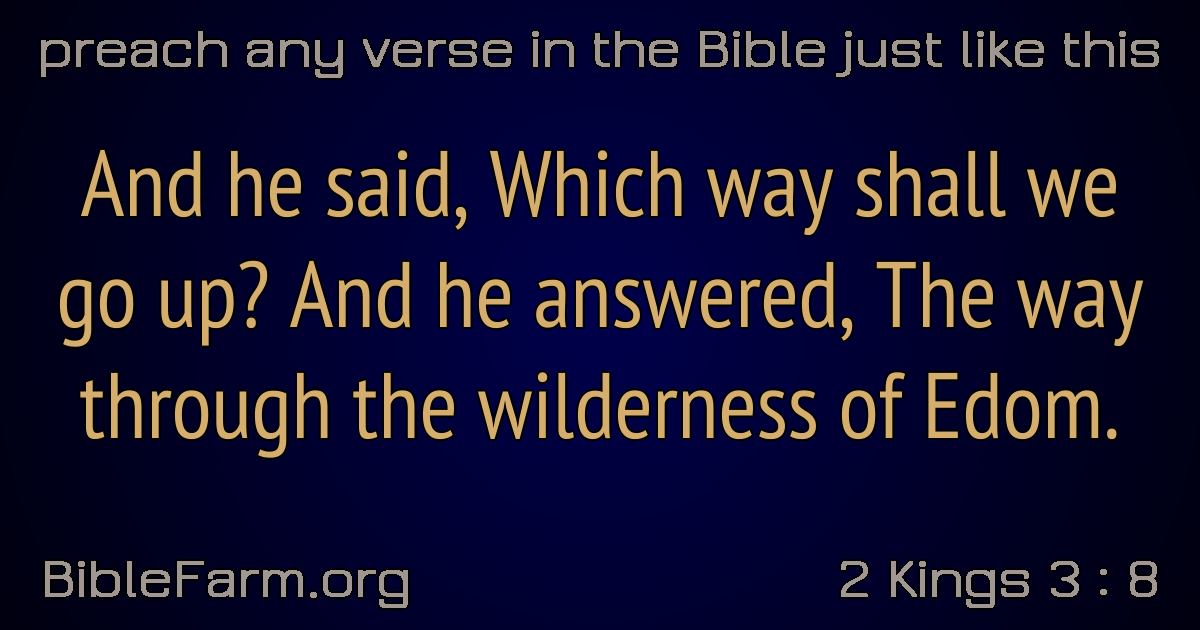 preach any verse in the Bible just like this
And he said, Which way shall we
go up? And he answered, The way
through the wilderness of Edom.
BibleFarm.org
2 Kings 3 : 8